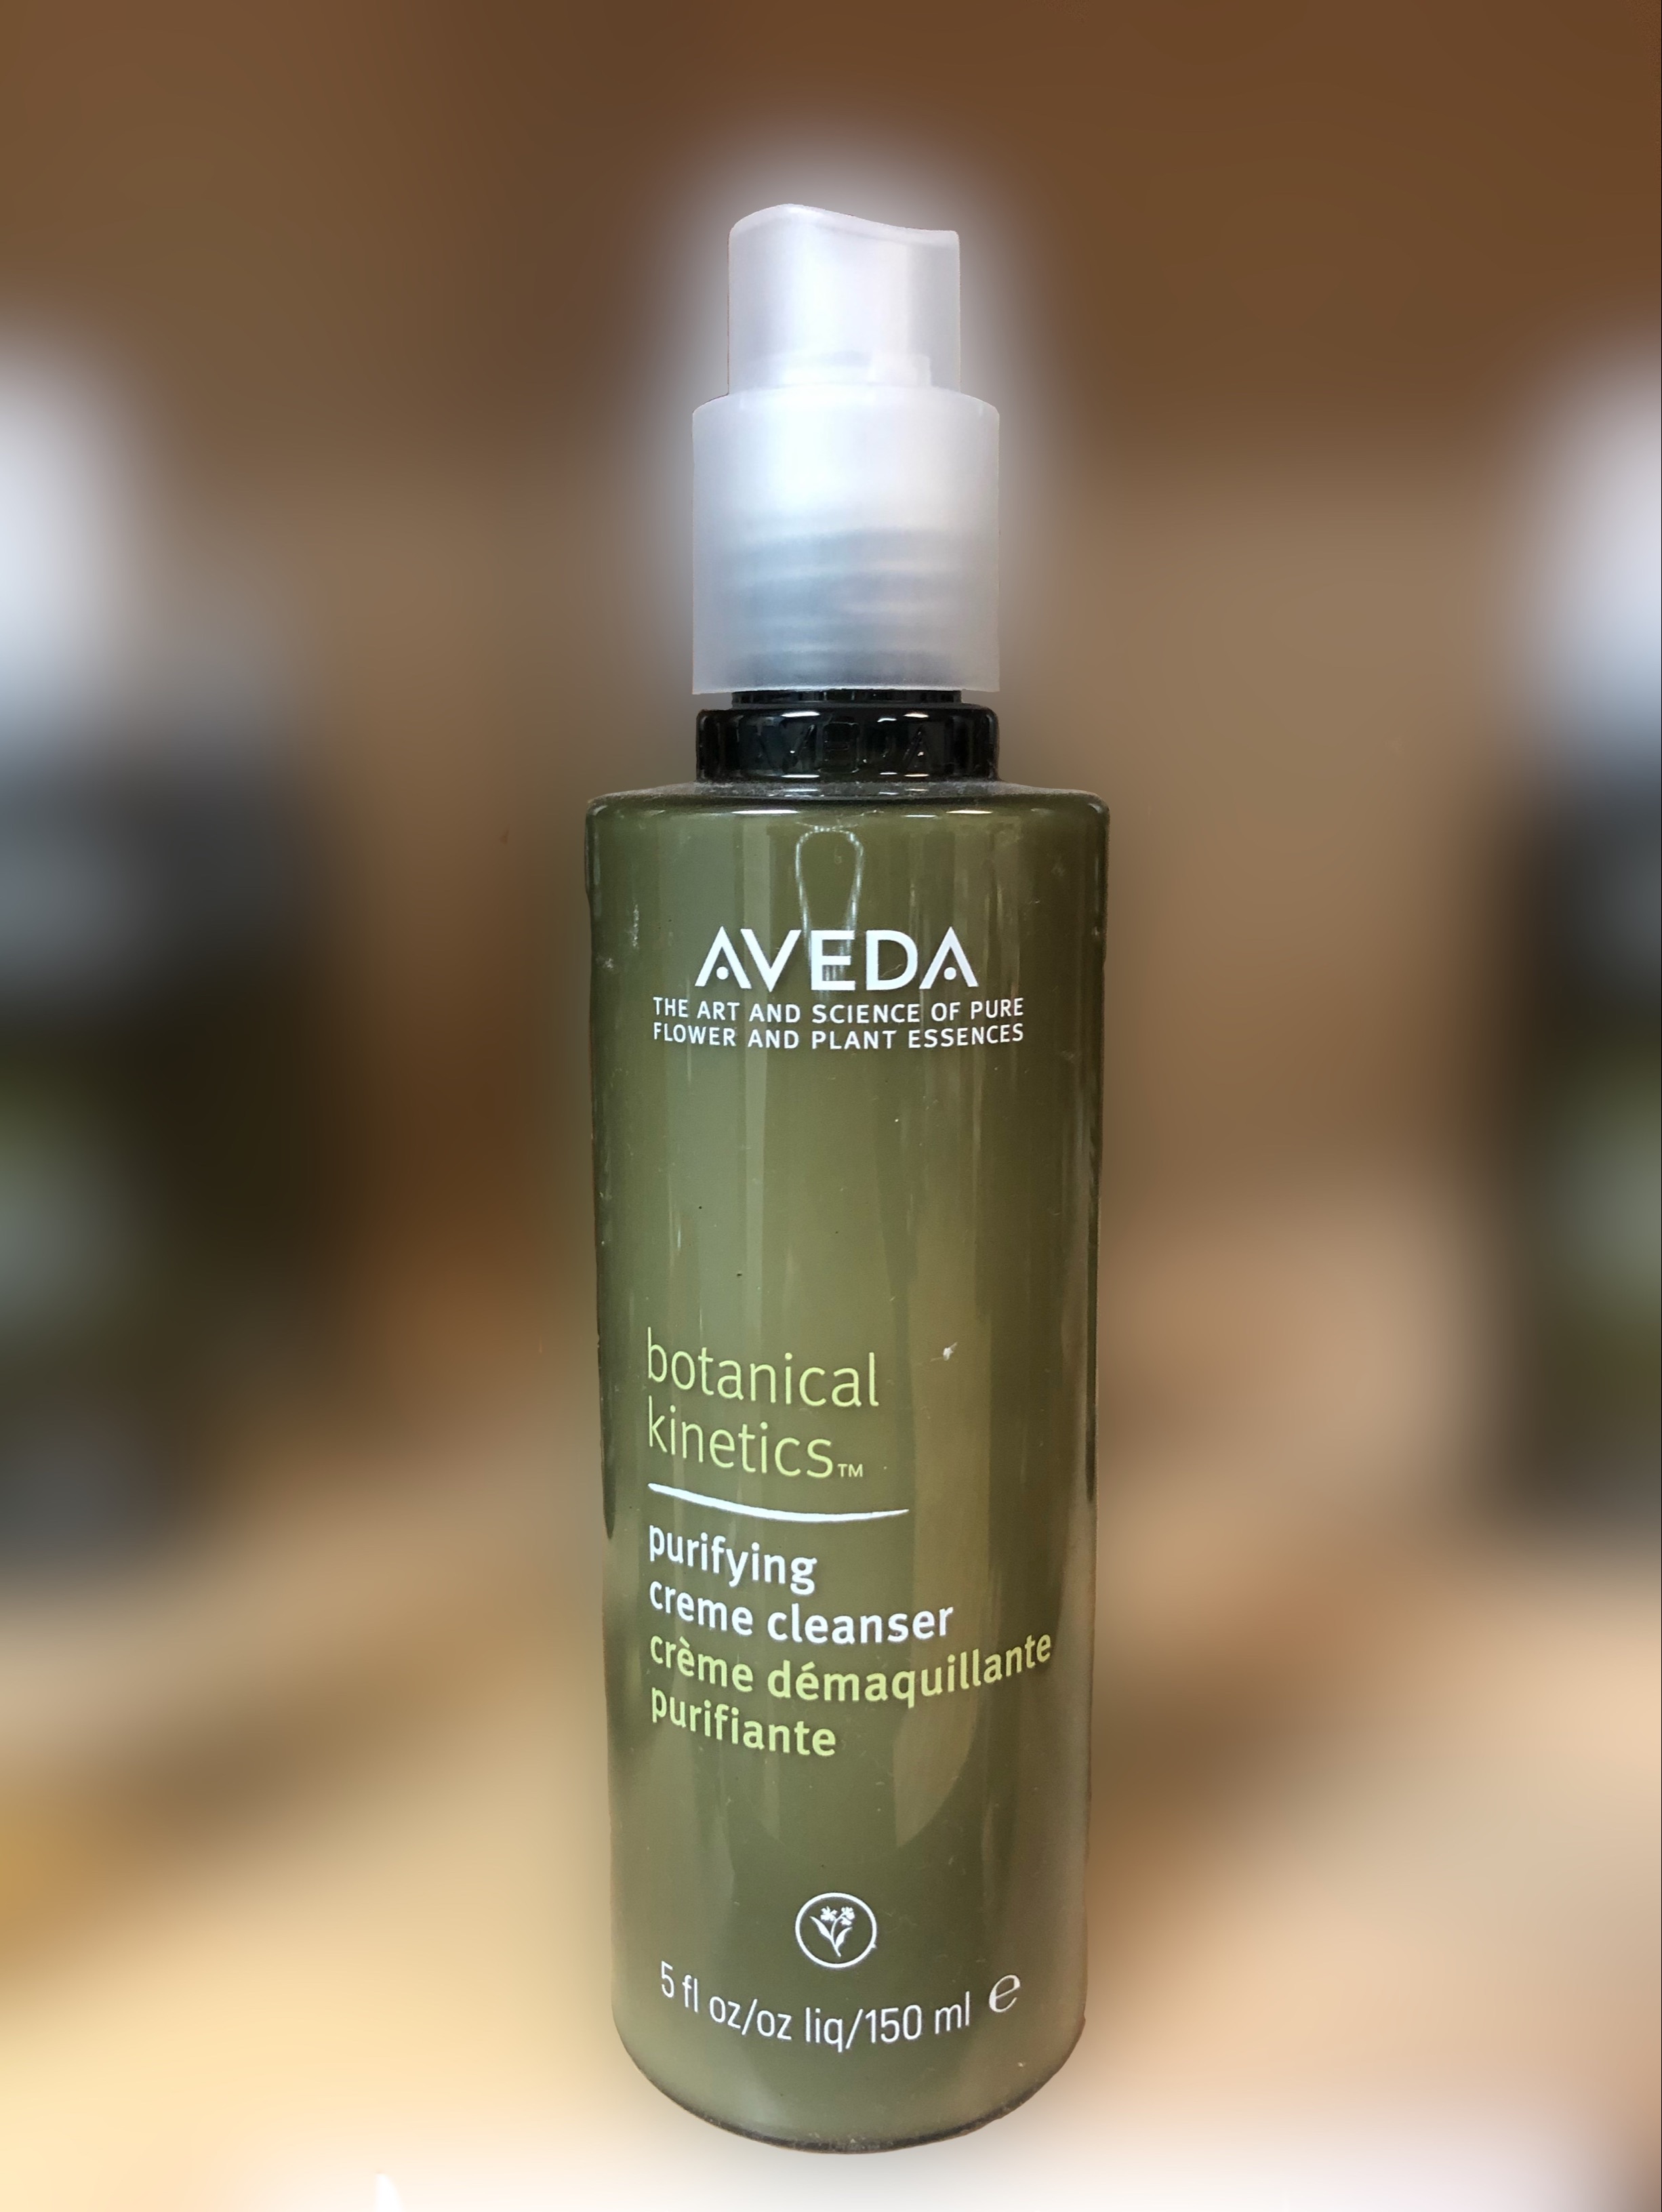 AVEDA
AVEDA
THE ART AND SCIENCE OF PURE
FLOWER AND PLANT ESSENCES
botanical
kinetics™
purifying
creme cleanser
crème démaquillante
purifiante
5 fl oz/oz liq/150 ml ℮